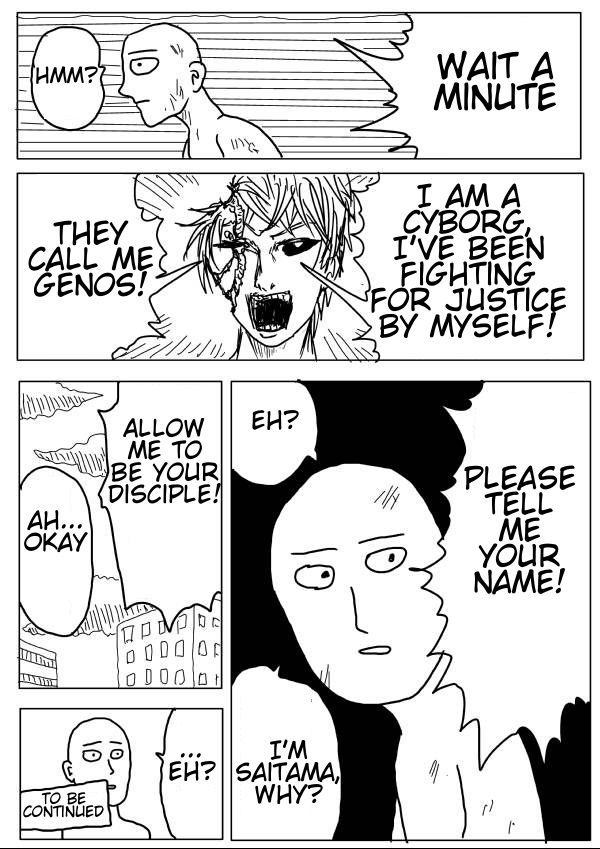 WAIT A
MINUTE
HMM?
I AM A
CYBORG,
I'VE BEEN
FIGHTING
FOR JUSTICE
BY MYSELF!
THEY
CALL ME
GENOS!
PLEASE
TELL
ME
YOUR
NAME!
EH?
I'M
SAITAMA,
WHY?
ALLOW
ME TO
BE YOUR
DISCIPLE!
AH...
OKAY
...
EH?
TO BE
CONTINUED